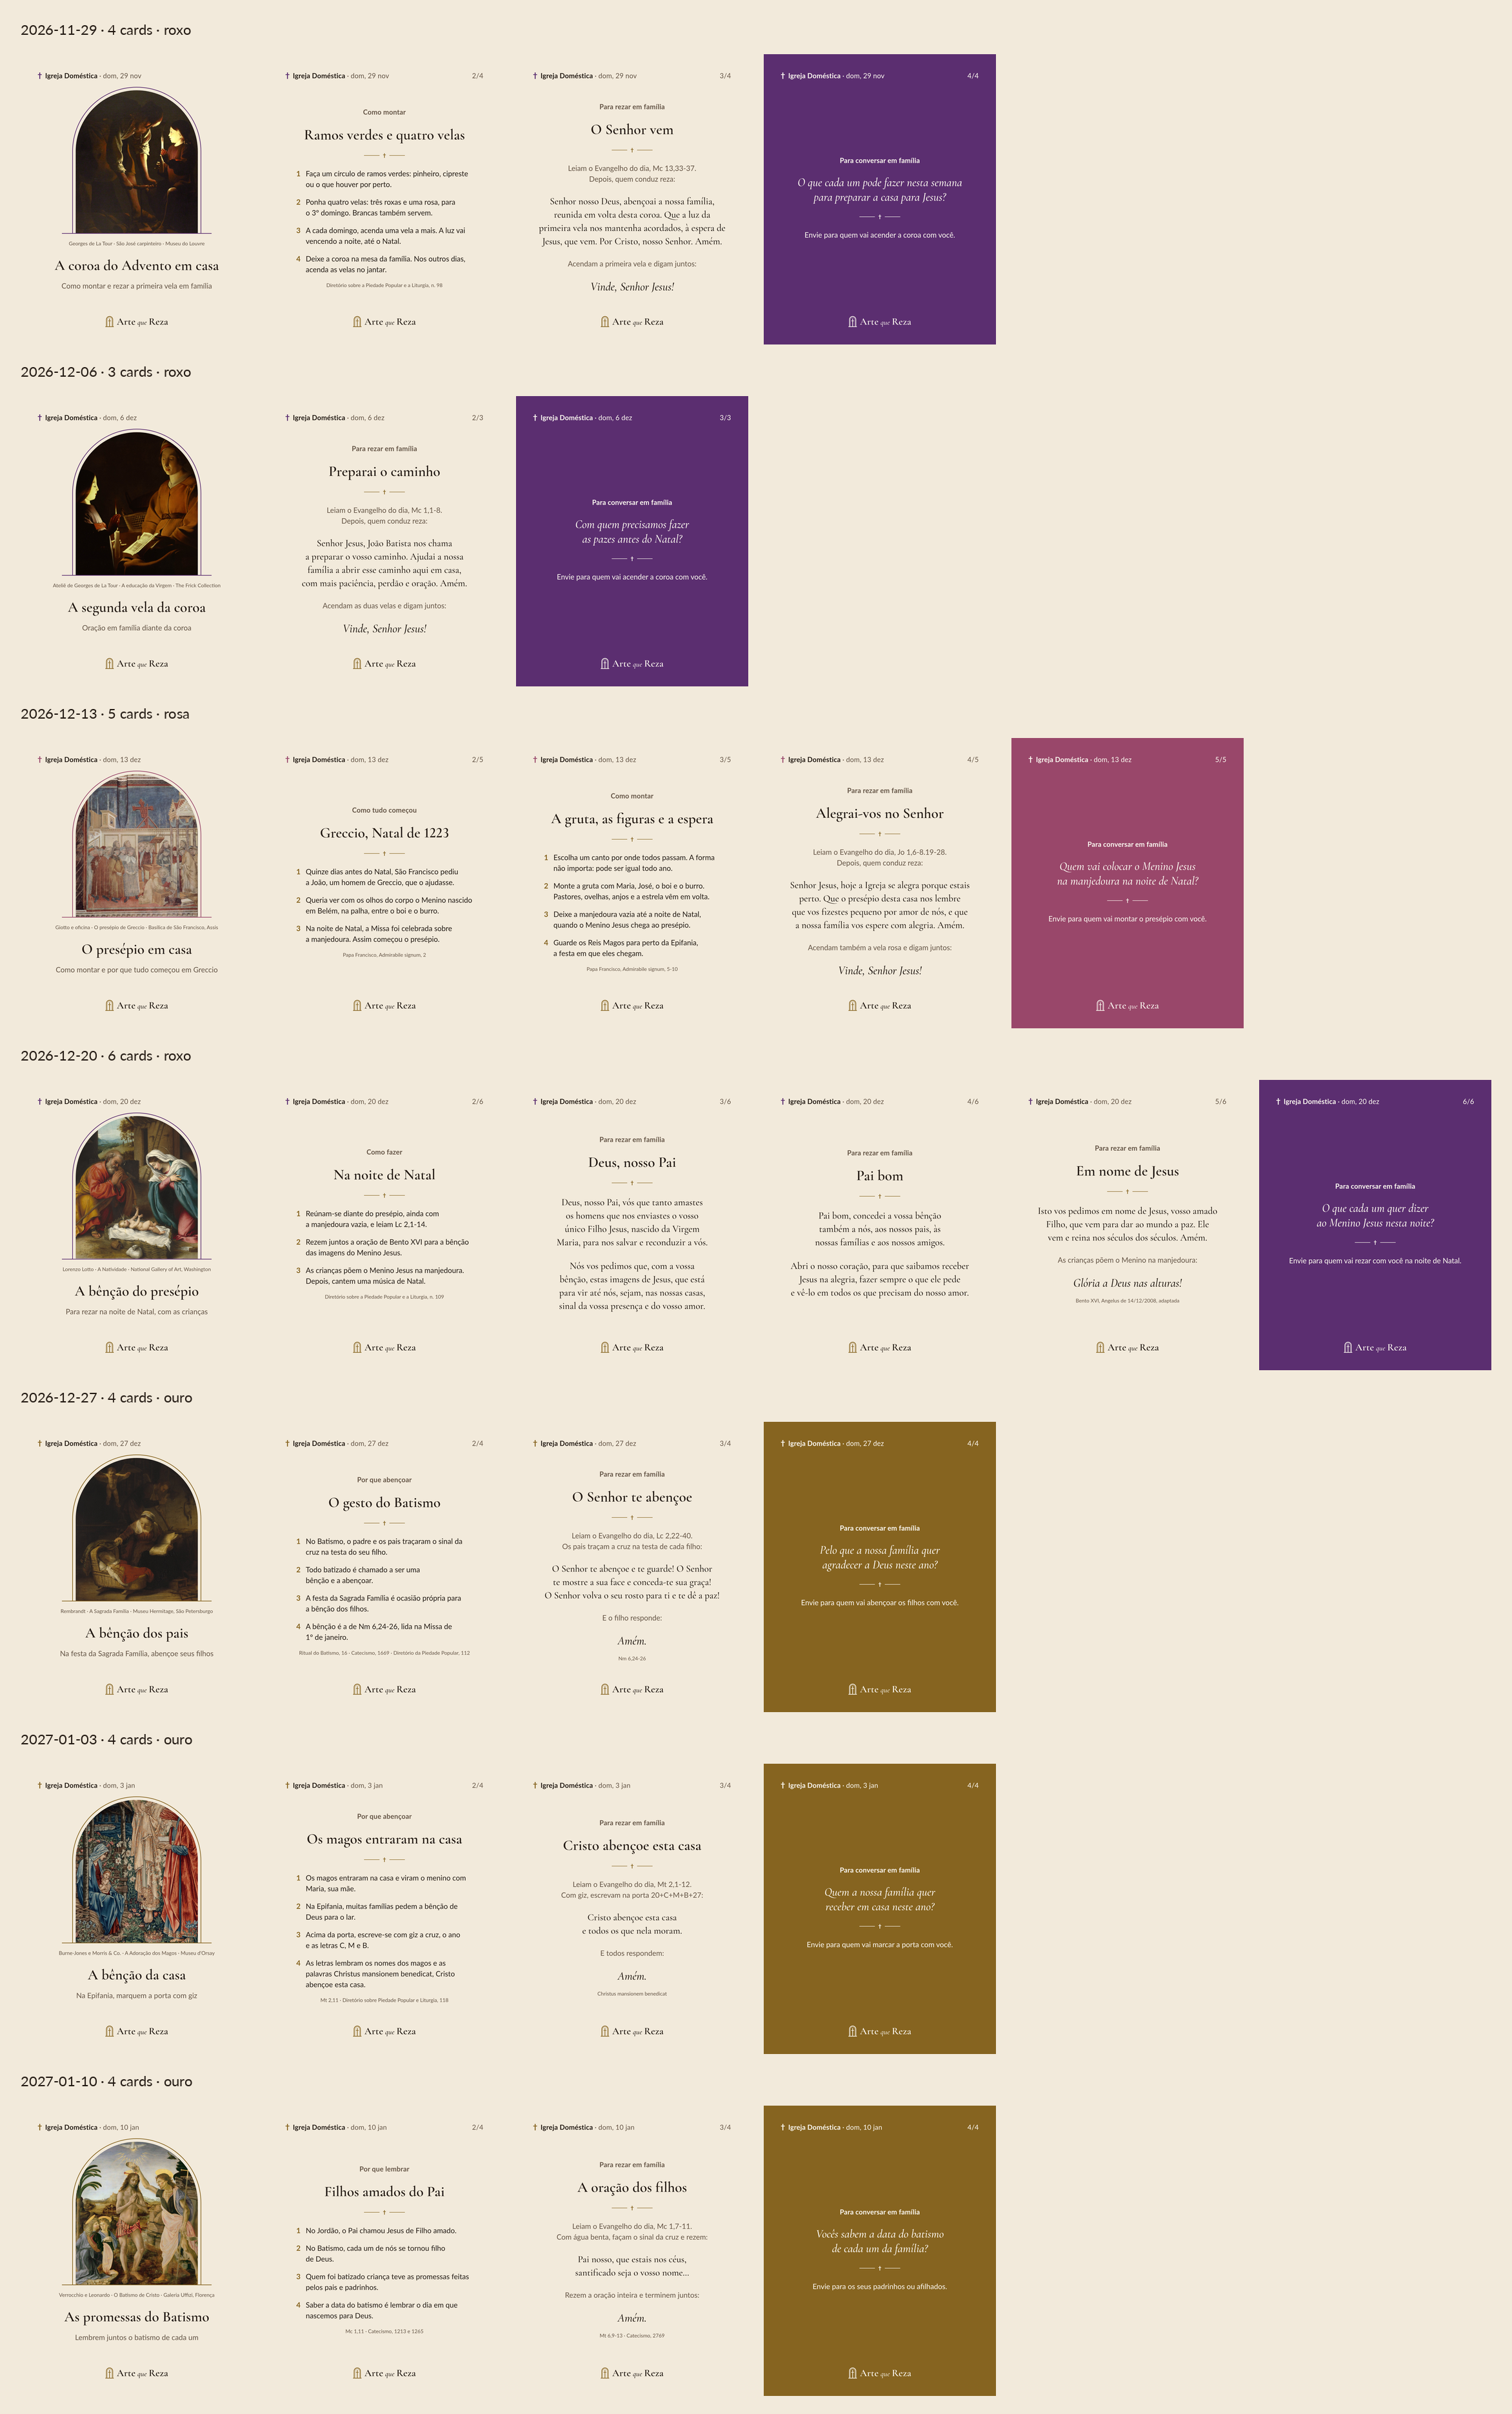 2026-11-29 · 4 cards · roxo
✝ Igreja Doméstica · dom, 29 nov
Georges de La Tour · São José carpinteiro · Museu do Louvre
A coroa do Advento em casa
Como montar e rezar a primeira vela em família
Arte que Reza
✝ Igreja Doméstica · dom, 29 nov 2/4
Como montar
Ramos verdes e quatro velas
1 Faça um círculo de ramos verdes: pinheiro, cipreste
ou o que houver por perto.
2 Ponha quatro velas: três roxas e uma rosa, para
o 3º domingo. Brancas também servem.
3 A cada domingo, acenda uma vela a mais. A luz vai
vencendo a noite, até o Natal.
4 Deixe a coroa na mesa da família. Nos outros dias,
acenda as velas no jantar.
Diretório sobre a Piedade Popular e a Liturgia, n. 98
Arte que Reza
✝ Igreja Doméstica · dom, 29 nov 3/4
Para rezar em família
O Senhor vem
Leiam o Evangelho do dia, Mc 13,33-37.
Depois, quem conduz reza:
Senhor nosso Deus, abençoai a nossa família,
reunida em volta desta coroa. Que a luz da
primeira vela nos mantenha acordados, à espera de
Jesus, que vem. Por Cristo, nosso Senhor. Amém.
Acendam a primeira vela e digam juntos:
Vinde, Senhor Jesus!
Arte que Reza
✝ Igreja Doméstica · dom, 29 nov 4/4
Para conversar em família
O que cada um pode fazer nesta semana
para preparar a casa para Jesus?
Envie para quem vai acender a coroa com você.
Arte que Reza
2026-12-06 · 3 cards · roxo
✝ Igreja Doméstica · dom, 6 dez
Ateliê de Georges de La Tour · A educação da Virgem · The Frick Collection
A segunda vela da coroa
Oração em família diante da coroa
Arte que Reza
✝ Igreja Doméstica · dom, 6 dez 2/3
Para rezar em família
Preparai o caminho
Leiam o Evangelho do dia, Mc 1,1-8.
Depois, quem conduz reza:
Senhor Jesus, João Batista nos chama
a preparar o vosso caminho. Ajudai a nossa
família a abrir esse caminho aqui em casa,
com mais paciência, perdão e oração. Amém.
Acendam as duas velas e digam juntos:
Vinde, Senhor Jesus!
Arte que Reza
✝ Igreja Doméstica · dom, 6 dez 3/3
Para conversar em família
Com quem precisamos fazer
as pazes antes do Natal?
Envie para quem vai acender a coroa com você.
Arte que Reza
2026-12-13 · 5 cards · rosa
✝ Igreja Doméstica · dom, 13 dez
Giotto e oficina · O presépio de Greccio · Basílica de São Francisco, Assis
O presépio em casa
Como montar e por que tudo começou em Greccio
Arte que Reza
✝ Igreja Doméstica · dom, 13 dez 2/5
Como tudo começou
Greccio, Natal de 1223
1 Quinze dias antes do Natal, São Francisco pediu
a João, um homem de Greccio, que o ajudasse.
2 Queria ver com os olhos do corpo o Menino nascido
em Belém, na palha, entre o boi e o burro.
3 Na noite de Natal, a Missa foi celebrada sobre
a manjedoura. Assim começou o presépio.
Papa Francisco, Admirabile signum, 2
Arte que Reza
✝ Igreja Doméstica · dom, 13 dez 3/5
Como montar
A gruta, as figuras e a espera
1 Escolha um canto por onde todos passam. A forma
não importa: pode ser igual todo ano.
2 Monte a gruta com Maria, José, o boi e o burro.
Pastores, ovelhas, anjos e a estrela vêm em volta.
3 Deixe a manjedoura vazia até a noite de Natal,
quando o Menino Jesus chega ao presépio.
4 Guarde os Reis Magos para perto da Epifania,
a festa em que eles chegam.
Papa Francisco, Admirabile signum, 5-10
Arte que Reza
✝ Igreja Doméstica · dom, 13 dez 4/5
Para rezar em família
Alegrai-vos no Senhor
Leiam o Evangelho do dia, Jo 1,6-8.19-28.
Depois, quem conduz reza:
Senhor Jesus, hoje a Igreja se alegra porque estais
perto. Que o presépio desta casa nos lembre
que vos fizestes pequeno por amor de nós, e que
a nossa família vos espere com alegria. Amém.
Acendam também a vela rosa e digam juntos:
Vinde, Senhor Jesus!
Arte que Reza
✝ Igreja Doméstica · dom, 13 dez 5/5
Para conversar em família
Quem vai colocar o Menino Jesus
na manjedoura na noite de Natal?
Envie para quem vai montar o presépio com você.
Arte que Reza
2026-12-20 · 6 cards · roxo
✝ Igreja Doméstica · dom, 20 dez
Lorenzo Lotto · A Natividade · National Gallery of Art, Washington
A bênção do presépio
Para rezar na noite de Natal, com as crianças
Arte que Reza
✝ Igreja Doméstica · dom, 20 dez 2/6
Como fazer
Na noite de Natal
1 Reúnam-se diante do presépio, ainda com
a manjedoura vazia, e leiam Lc 2,1-14.
2 Rezem juntos a oração de Bento XVI para a bênção
das imagens do Menino Jesus.
3 As crianças põem o Menino Jesus na manjedoura.
Depois, cantem uma música de Natal.
Diretório sobre a Piedade Popular e a Liturgia, n. 109
Arte que Reza
✝ Igreja Doméstica · dom, 20 dez 3/6
Para rezar em família
Deus, nosso Pai
Deus, nosso Pai, vós que tanto amastes
os homens que nos enviastes o vosso
único Filho Jesus, nascido da Virgem
Maria, para nos salvar e reconduzir a vós.
Nós vos pedimos que, com a vossa
bênção, estas imagens de Jesus, que está
para vir até nós, sejam, nas nossas casas,
sinal da vossa presença e do vosso amor.
Arte que Reza
✝ Igreja Doméstica · dom, 20 dez 4/6
Para rezar em família
Pai bom
Pai bom, concedei a vossa bênção
também a nós, aos nossos pais, às
nossas famílias e aos nossos amigos.
Abri o nosso coração, para que saibamos receber
Jesus na alegria, fazer sempre o que ele pede
e vê-lo em todos os que precisam do nosso amor.
Arte que Reza
✝ Igreja Doméstica · dom, 20 dez 5/6
Para rezar em família
Em nome de Jesus
Isto vos pedimos em nome de Jesus, vosso amado
Filho, que vem para dar ao mundo a paz. Ele
vem e reina nos séculos dos séculos. Amém.
As crianças põem o Menino na manjedoura:
Glória a Deus nas alturas!
Bento XVI, Angelus de 14/12/2008, adaptada
Arte que Reza
✝ Igreja Doméstica · dom, 20 dez 6/6
Para conversar em família
O que cada um quer dizer
ao Menino Jesus nesta noite?
Envie para quem vai rezar com você na noite de Natal.
Arte que Reza
2026-12-27 · 4 cards · ouro
✝ Igreja Doméstica · dom, 27 dez
Rembrandt · A Sagrada Família · Museu Hermitage, São Petersburgo
A bênção dos pais
Na festa da Sagrada Família, abençoe seus filhos
Arte que Reza
✝ Igreja Doméstica · dom, 27 dez 2/4
Por que abençoar
O gesto do Batismo
1 No Batismo, o padre e os pais traçaram o sinal da
cruz na testa do seu filho.
2 Todo batizado é chamado a ser uma
bênção e a abençoar.
3 A festa da Sagrada Família é ocasião própria para
a bênção dos filhos.
4 A bênção é a de Nm 6,24-26, lida na Missa de
1º de janeiro.
Ritual do Batismo, 16 · Catecismo, 1669 · Diretório da Piedade Popular, 112
Arte que Reza
✝ Igreja Doméstica · dom, 27 dez 3/4
Para rezar em família
O Senhor te abençoe
Leiam o Evangelho do dia, Lc 2,22-40.
Os pais traçam a cruz na testa de cada filho:
O Senhor te abençoe e te guarde! O Senhor
te mostre a sua face e conceda-te sua graça!
O Senhor volva o seu rosto para ti e te dê a paz!
E o filho responde:
Amém.
Nm 6,24-26
Arte que Reza
✝ Igreja Doméstica · dom, 27 dez 4/4
Para conversar em família
Pelo que a nossa família quer
agradecer a Deus neste ano?
Envie para quem vai abençoar os filhos com você.
Arte que Reza
2027-01-03 · 4 cards · ouro
✝ Igreja Doméstica · dom, 3 jan
Burne-Jones e Morris & Co. · A Adoração dos Magos · Museu d'Orsay
A bênção da casa
Na Epifania, marquem a porta com giz
Arte que Reza
✝ Igreja Doméstica · dom, 3 jan 2/4
Por que abençoar
Os magos entraram na casa
1 Os magos entraram na casa e viram o menino com
Maria, sua mãe.
2 Na Epifania, muitas famílias pedem a bênção de
Deus para o lar.
3 Acima da porta, escreve-se com giz a cruz, o ano
e as letras C, M e B.
4 As letras lembram os nomes dos magos e as
palavras Christus mansionem benedicat, Cristo
abençoe esta casa.
Mt 2,11 · Diretório sobre Piedade Popular e Liturgia, 118
Arte que Reza
✝ Igreja Doméstica · dom, 3 jan 3/4
Para rezar em família
Cristo abençoe esta casa
Leiam o Evangelho do dia, Mt 2,1-12.
Com giz, escrevam na porta 20+C+M+B+27:
Cristo abençoe esta casa
e todos os que nela moram.
E todos respondem:
Amém.
Christus mansionem benedicat
Arte que Reza
✝ Igreja Doméstica · dom, 3 jan 4/4
Para conversar em família
Quem a nossa família quer
receber em casa neste ano?
Envie para quem vai marcar a porta com você.
Arte que Reza
2027-01-10 · 4 cards · ouro
✝ Igreja Doméstica · dom, 10 jan
Verrocchio e Leonardo · O Batismo de Cristo · Galeria Uffizi, Florença
As promessas do Batismo
Lembrem juntos o batismo de cada um
Arte que Reza
✝ Igreja Doméstica · dom, 10 jan 2/4
Por que lembrar
Filhos amados do Pai
1 No Jordão, o Pai chamou Jesus de Filho amado.
2 No Batismo, cada um de nós se tornou filho
de Deus.
3 Quem foi batizado criança teve as promessas feitas
pelos pais e padrinhos.
4 Saber a data do batismo é lembrar o dia em que
nascemos para Deus.
Mc 1,11 · Catecismo, 1213 e 1265
Arte que Reza
✝ Igreja Doméstica · dom, 10 jan 3/4
Para rezar em família
A oração dos filhos
Leiam o Evangelho do dia, Mc 1,7-11.
Com água benta, façam o sinal da cruz e rezem:
Pai nosso, que estais nos céus,
santificado seja o vosso nome...
Rezem a oração inteira e terminem juntos:
Amém.
Mt 6,9-13 · Catecismo, 2769
Arte que Reza
✝ Igreja Doméstica · dom, 10 jan 4/4
Para conversar em família
Vocês sabem a data do batismo
de cada um da família?
Envie para os seus padrinhos ou afilhados.
Arte que Reza